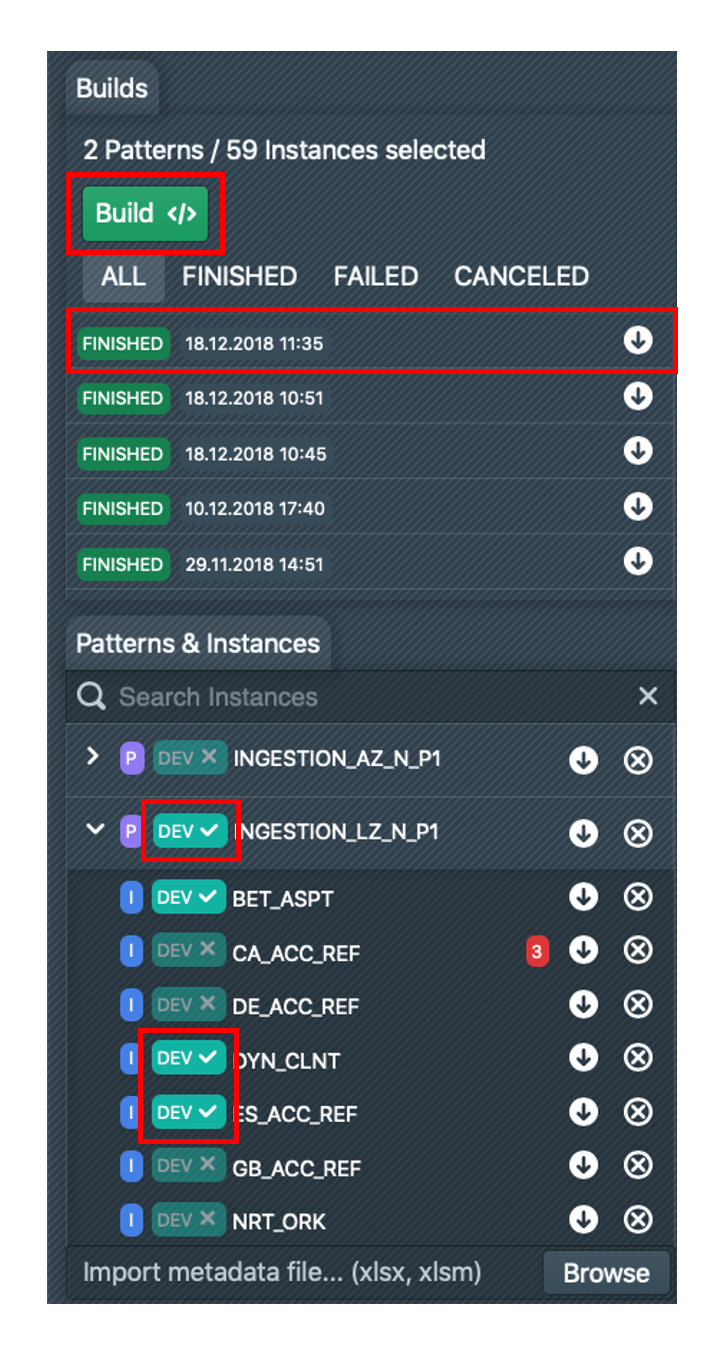 Builds
2 Patterns / 59 Instances selected
Build </>
ALL FINISHED FAILED CANCELED
FINISHED 18.12.2018 11:35
FINISHED 18.12.2018 10:51
FINISHED 18.12.2018 10:45
FINISHED 10.12.2018 17:40
FINISHED 29.11.2018 14:51
Patterns & Instances
Search Instances
P DEV INGESTION_AZ_N_P1
P DEV INGESTION_LZ_N_P1
I DEV BET_ASPT
I DEV CA_ACC_REF 3
I DEV DE_ACC_REF
I DEV DYN_CLNT
I DEV ES_ACC_REF
I DEV GB_ACC_REF
I DEV NRT_ORK
Import metadata file... (xlsx, xlsm) Browse